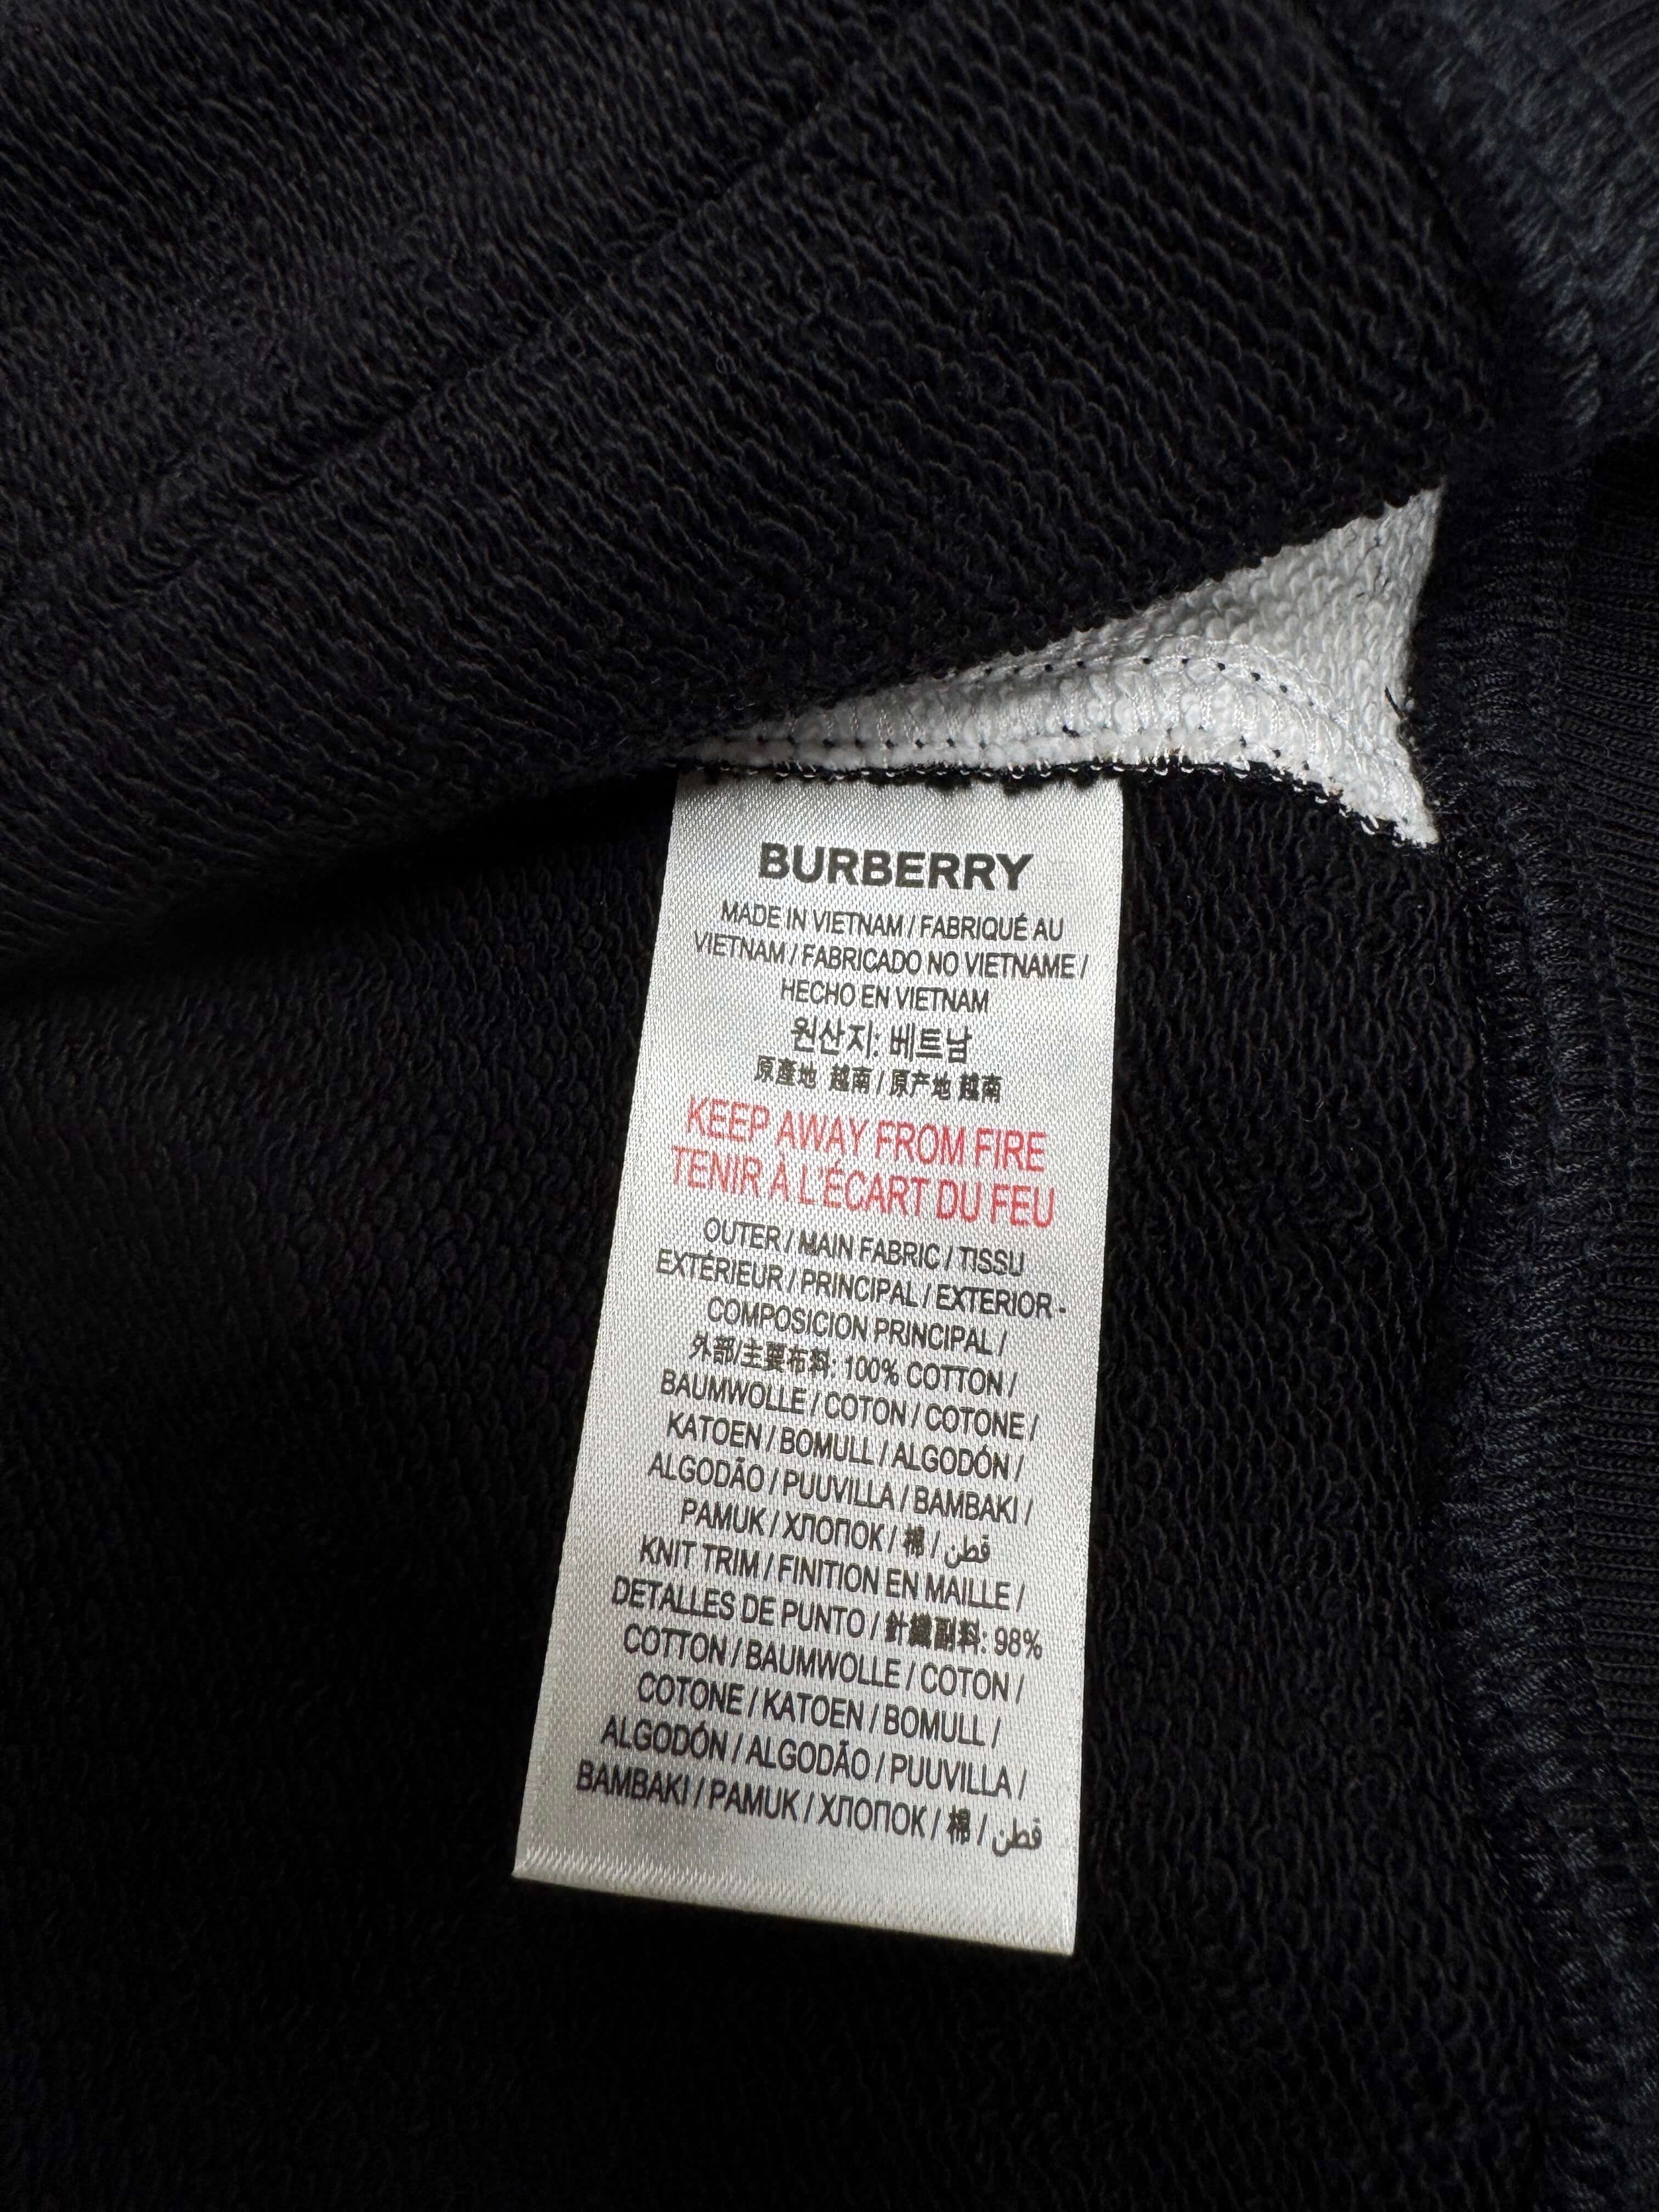 BURBERRY
MADE IN VIETNAM / FABRIQUÉ AU
VIETNAM / FABRICADO NO VIETNAME /
HECHO EN VIETNAM
원산지: 베트남
原產地 越南 / 原产地 越南
KEEP AWAY FROM FIRE
TENIR À L'ÉCART DU FEU
OUTER / MAIN FABRIC / TISSU
EXTÉRIEUR / PRINCIPAL / EXTERIOR -
COMPOSICION PRINCIPAL /
外部/主要布料: 100% COTTON /
BAUMWOLLE / COTON / COTONE /
KATOEN / BOMULL / ALGODÓN /
ALGODÃO / PUUVILLA / BAMBAKI /
PAMUK / ХЛОПОК / 棉 / قطن
KNIT TRIM / FINITION EN MAILLE /
DETALLES DE PUNTO / 針織副料: 98%
COTTON / BAUMWOLLE / COTON /
COTONE / KATOEN / BOMULL /
ALGODÓN / ALGODÃO / PUUVILLA /
BAMBAKI / PAMUK / ХЛОПОК / 棉 / قطن